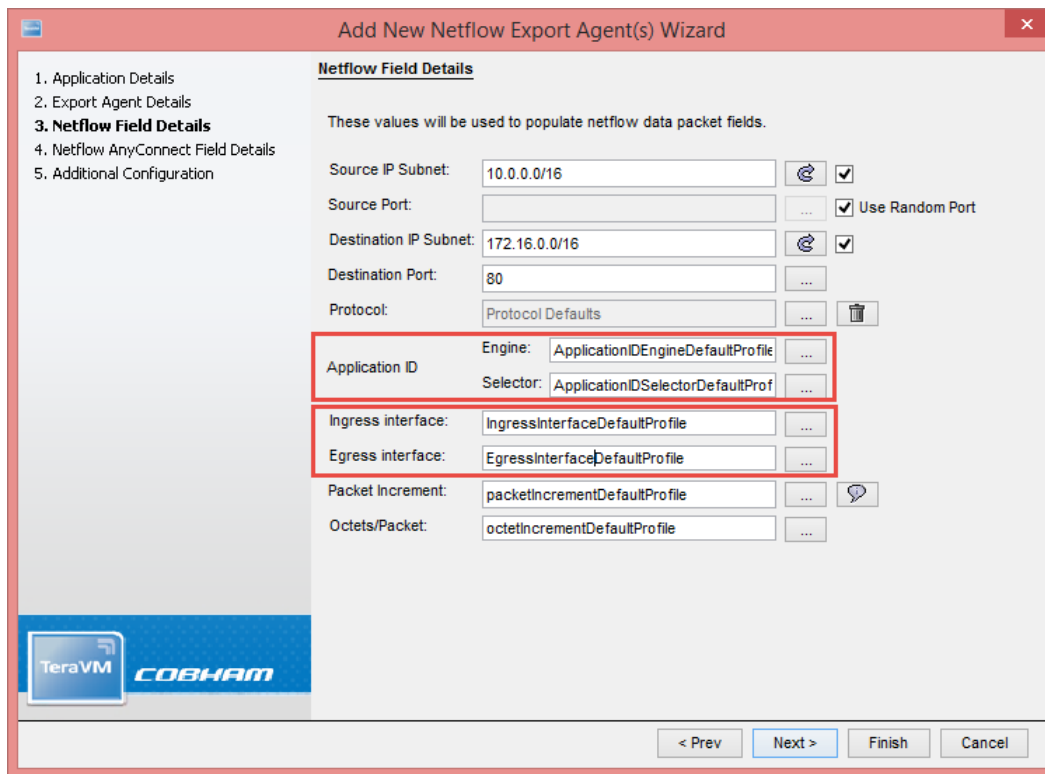 Add New Netflow Export Agent(s) Wizard
1. Application Details
2. Export Agent Details
3. Netflow Field Details
4. Netflow AnyConnect Field Details
5. Additional Configuration
Netflow Field Details
These values will be used to populate netflow data packet fields.
Source IP Subnet: 10.0.0.0/16
Source Port: ... Use Random Port
Destination IP Subnet: 172.16.0.0/16
Destination Port: 80 ...
Protocol: Protocol Defaults ...
Application ID
Engine: ApplicationIDEngineDefaultProfile ...
Selector: ApplicationIDSelectorDefaultProf ...
Ingress interface: IngressInterfaceDefaultProfile ...
Egress interface: EgressInterfaceDefaultProfile ...
Packet Increment: packetIncrementDefaultProfile ...
Octets/Packet: octetIncrementDefaultProfile ...
TeraVM COBHAM
< Prev Next > Finish Cancel